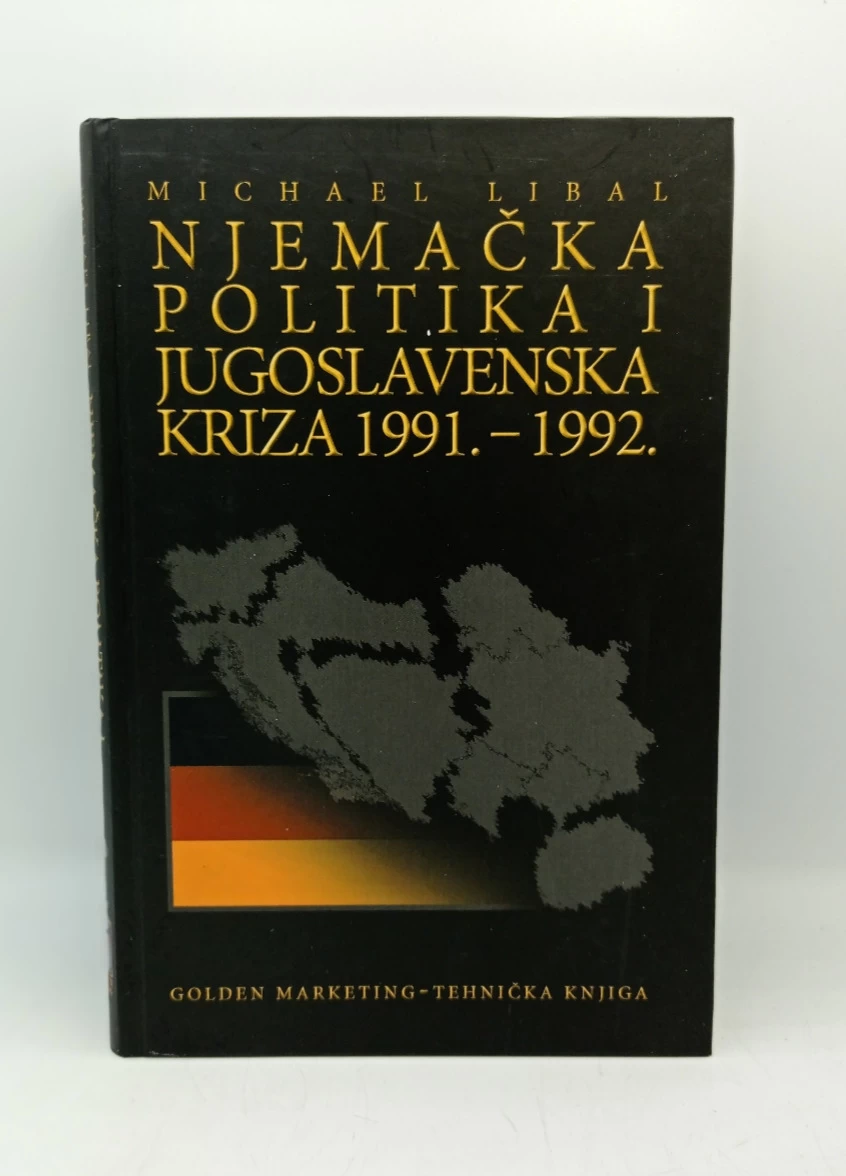 MICHAEL LIBAL
NJEMAČKA
POLITIKA I
JUGOSLAVENSKA
KRIZA 1991. – 1992.
GOLDEN MARKETING-TEHNIČKA KNJIGA